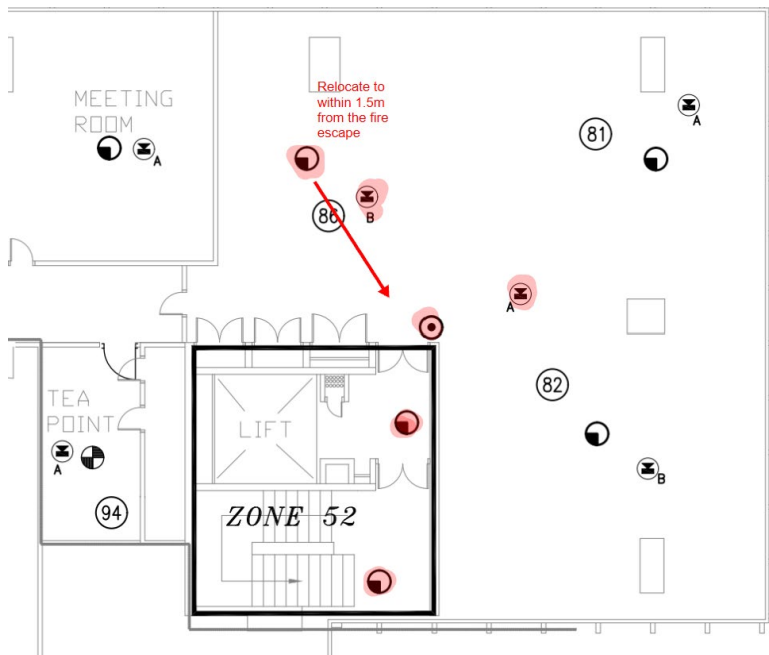 Relocate to
within 1.5m
from the fire
escape
MEETING
ROOM
A
A
81
86
B
A
82
TEA
POINT
A
LIFT
B
94
ZONE 52